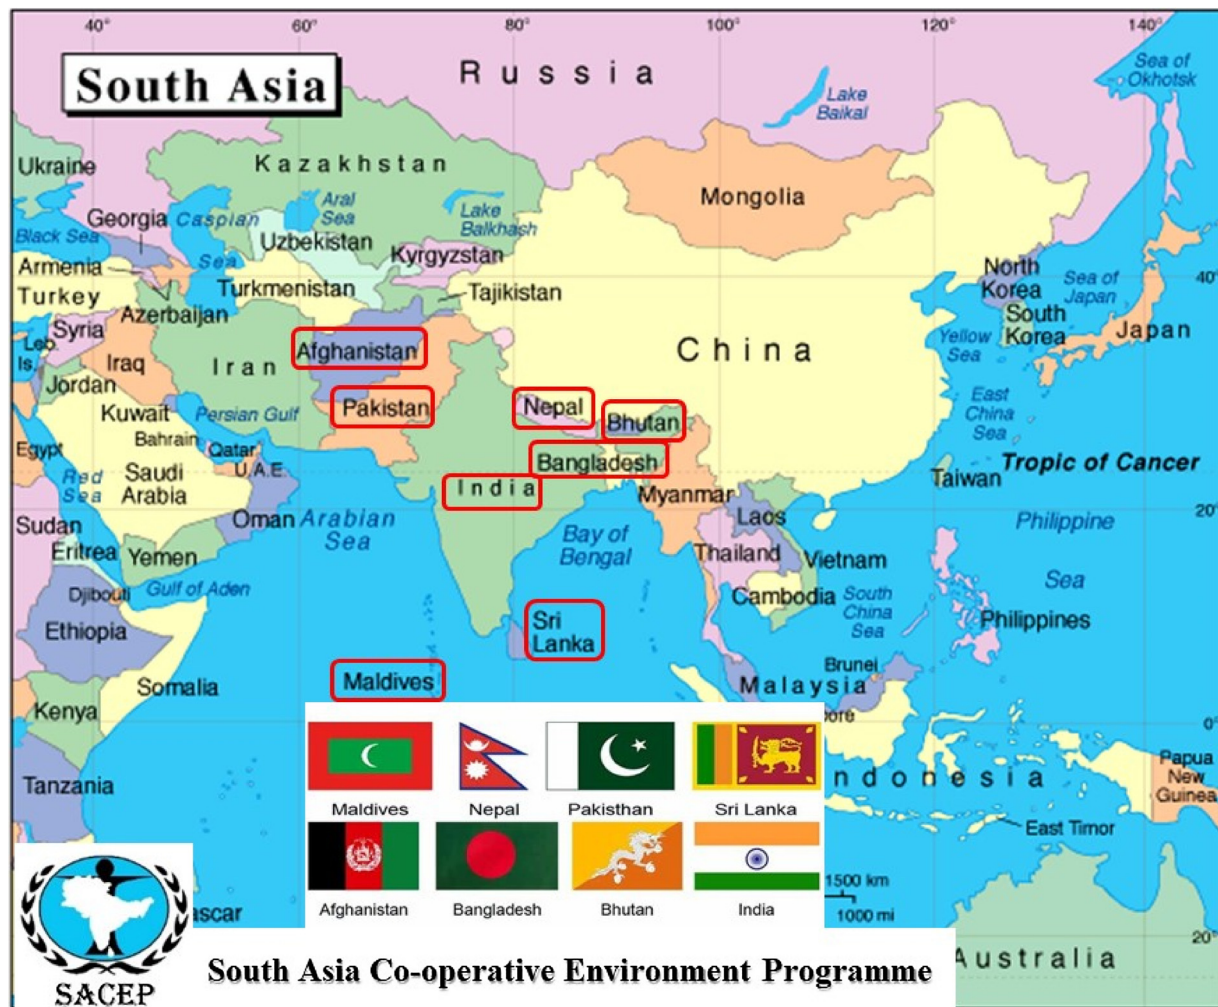 40°
60°
80°
100°
120°
140°
South Asia
Russia
Sea of
Okhotsk
Lake
Baikal
Ukraine
Kazakhstan
Mongolia
Aral
Sea
Lake
Balkhash
Georgia
Caspian
Sea
Black Sea
Uzbekistan
Kyrgyzstan
Armenia
Turkey
Turkmenistan
Tajikistan
Azerbaijan
North
Korea
Sea of
Japan
40°
South
Korea
Japan
Yellow
Sea
Syria
Leb.
Is.
Iraq
Iran
Afghanistan
China
Jordan
Kuwait
Persian Gulf
Pakistan
Nepal
Bhutan
East
China
Sea
Bahrain
Qatar
Egypt
U.A.E.
Red
Sea
Saudi
Arabia
Bangladesh
India
Myanmar
Taiwan
Tropic of Cancer
Oman
Arabian
Sea
Laos
20°
Philippine
Sea
Sudan
Eritrea
Yemen
Bay of
Bengal
Thailand
Vietnam
Gulf of Aden
Djibouti
Cambodia
South
China
Sea
Ethiopia
Sri
Lanka
Philippines
Brunei
Somalia
Maldives
Malaysia
ore
Kenya
0°
Tanzania
ndonesia
Papua
New
Guinea
East Timor
Maldives
Nepal
Pakisthan
Sri Lanka
Afghanistan
Bangladesh
Bhutan
India
1500 km
1000 mi
ascar
20°
Australia
SACEP
South Asia Co-operative Environment Programme